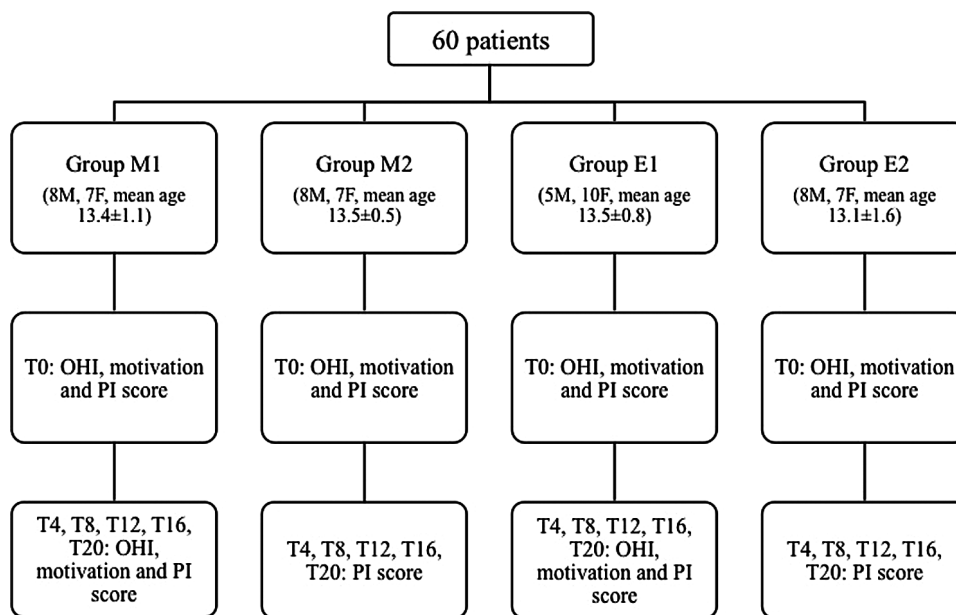 60 patients
Group M1
(8M, 7F, mean age
13.4±1.1)
Group M2
(8M, 7F, mean age
13.5±0.5)
Group E1
(5M, 10F, mean age
13.5±0.8)
Group E2
(8M, 7F, mean age
13.1±1.6)
T0: OHI, motivation
and PI score
T0: OHI, motivation
and PI score
T0: OHI, motivation
and PI score
T0: OHI, motivation
and PI score
T4, T8, T12, T16,
T20: OHI,
motivation and PI
score
T4, T8, T12, T16,
T20: PI score
T4, T8, T12, T16,
T20: OHI,
motivation and PI
score
T4, T8, T12, T16,
T20: PI score